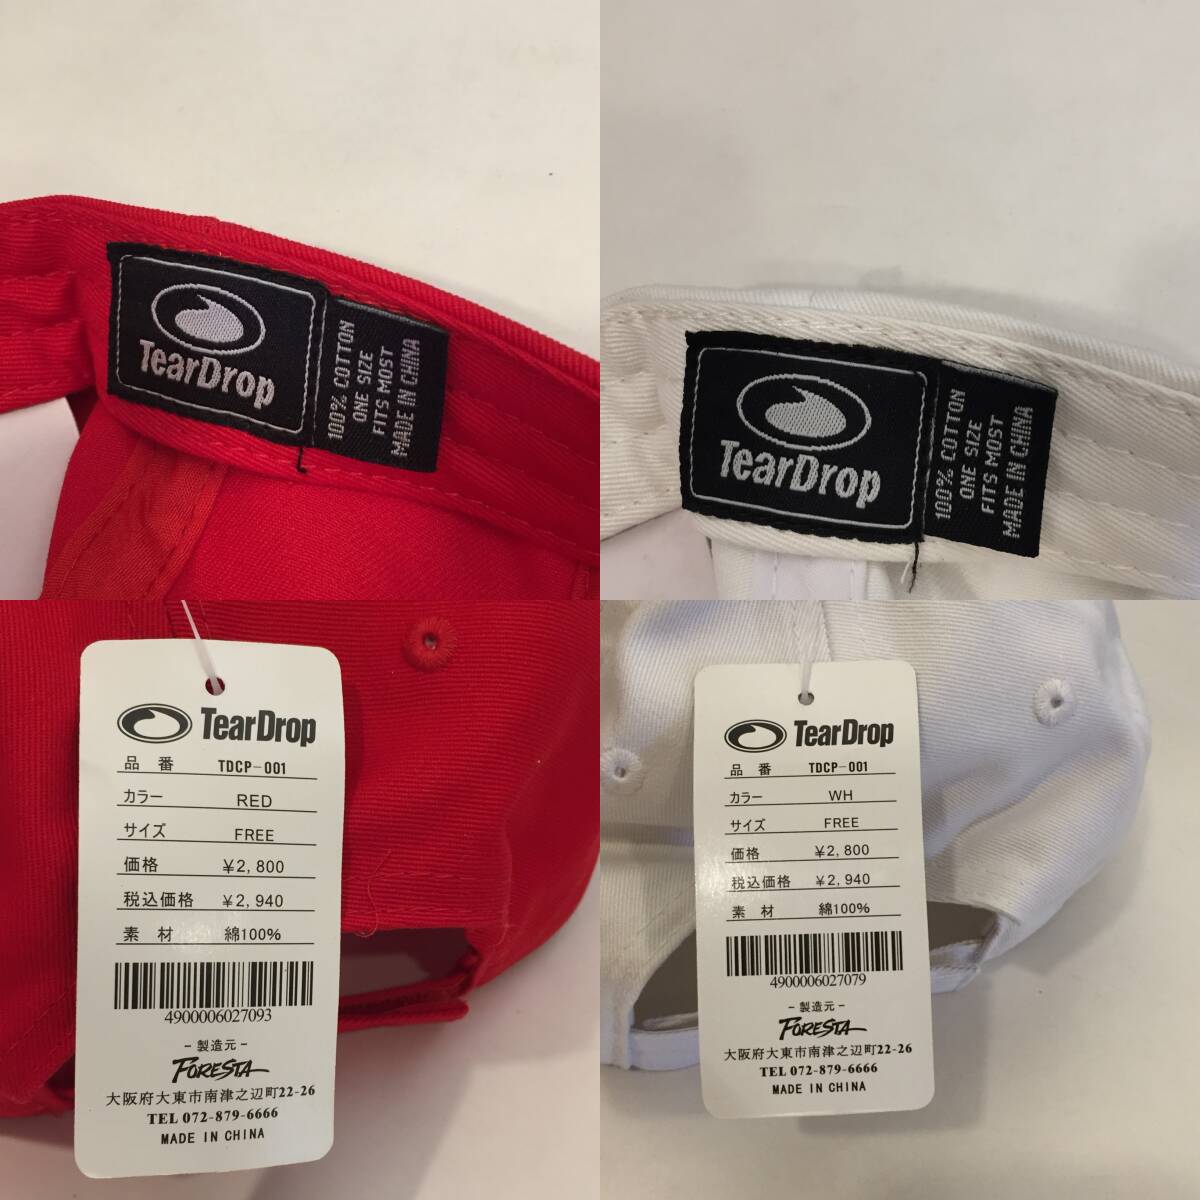 TearDrop
100% COTTON
ONE SIZE
FITS MOST
MADE IN CHINA
TearDrop
100% COTTON
ONE SIZE
FITS MOST
MADE IN CHINA
TearDrop
品番 TDCP-001
カラー RED
サイズ FREE
価格 ¥2,800
税込価格 ¥2,940
素材 綿100%
4900006027093
-製造元-
FORESTA
大阪府大東市南津之辺町22-26
TEL 072-879-6666
MADE IN CHINA
TearDrop
品番 TDCP-001
カラー WH
サイズ FREE
価格 ¥2,800
税込価格 ¥2,940
素材 綿100%
4900006027079
-製造元-
FORESTA
大阪府大東市南津之辺町22-26
TEL 072-879-6666
MADE IN CHINA